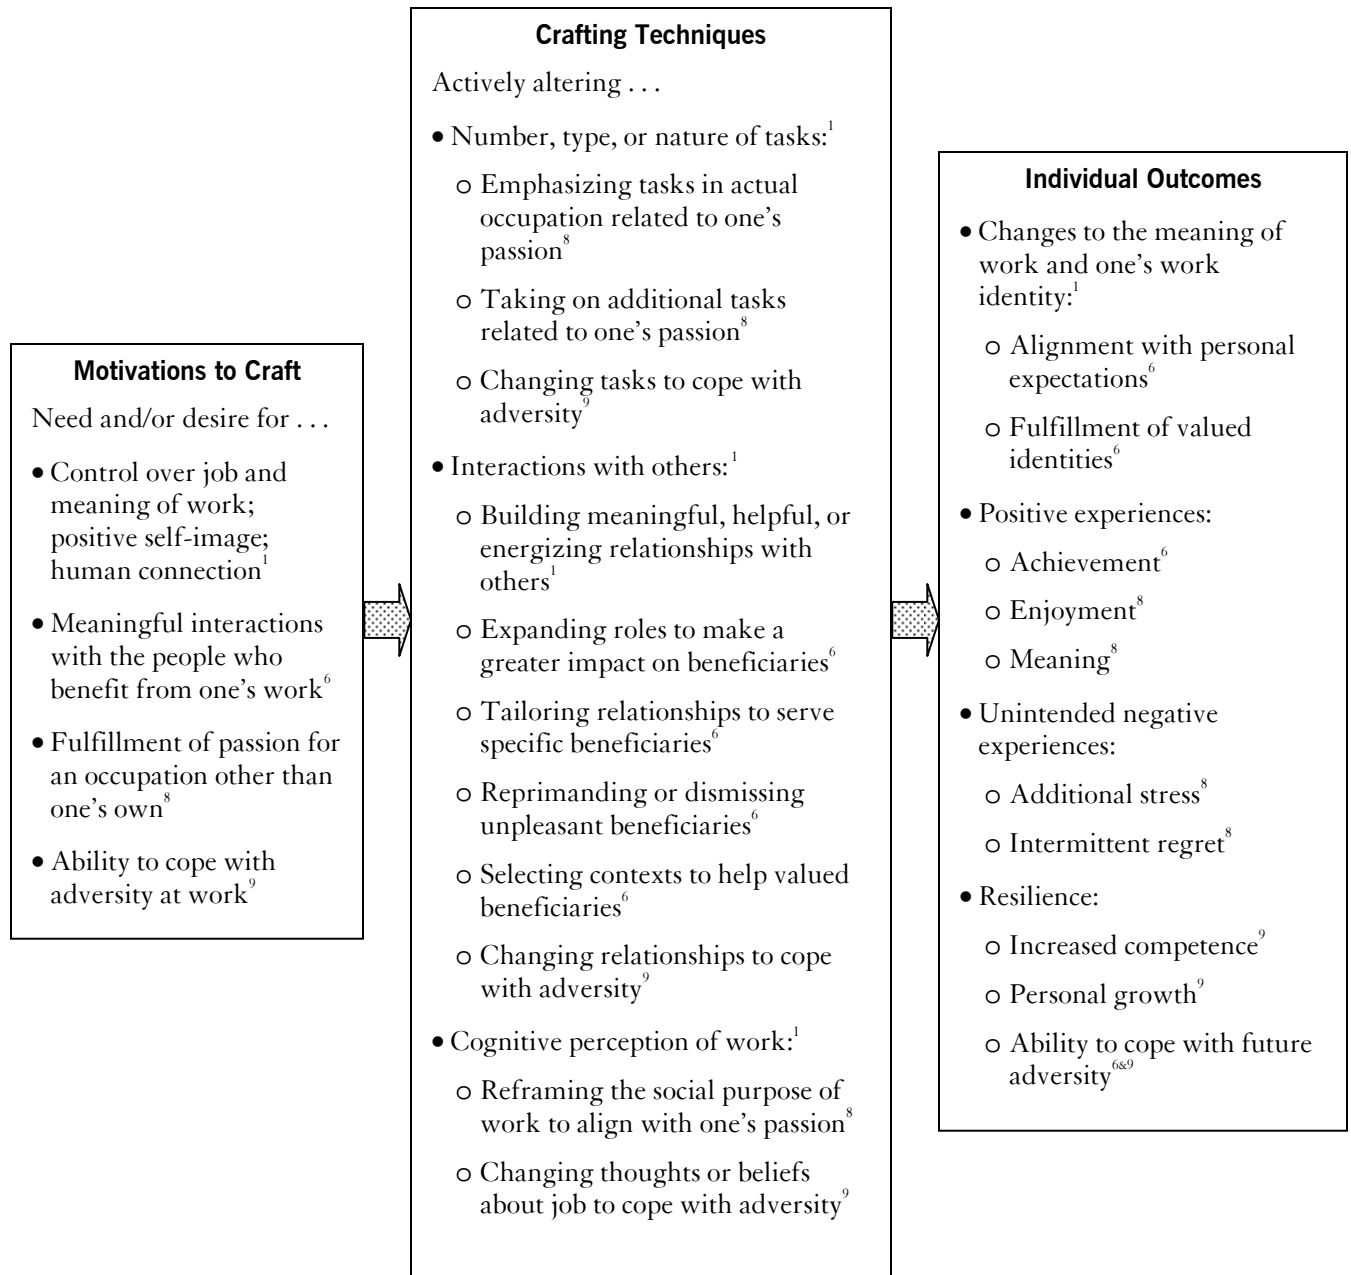 Motivations to Craft
Need and/or desire for . . .
• Control over job and
meaning of work;
positive self-image;
human connection¹
• Meaningful interactions
with the people who
benefit from one’s work⁶
• Fulfillment of passion for
an occupation other than
one’s own⁸
• Ability to cope with
adversity at work⁹
Crafting Techniques
Actively altering . . .
• Number, type, or nature of tasks:¹
o Emphasizing tasks in actual
occupation related to one’s
passion⁸
o Taking on additional tasks
related to one’s passion⁸
o Changing tasks to cope with
adversity⁹
• Interactions with others:¹
o Building meaningful, helpful, or
energizing relationships with
others¹
o Expanding roles to make a
greater impact on beneficiaries⁶
o Tailoring relationships to serve
specific beneficiaries⁶
o Reprimanding or dismissing
unpleasant beneficiaries⁶
o Selecting contexts to help valued
beneficiaries⁶
o Changing relationships to cope
with adversity⁹
• Cognitive perception of work:¹
o Reframing the social purpose of
work to align with one’s passion⁸
o Changing thoughts or beliefs
about job to cope with adversity⁹
Individual Outcomes
• Changes to the meaning of
work and one’s work
identity:¹
o Alignment with personal
expectations⁶
o Fulfillment of valued
identities⁶
• Positive experiences:
o Achievement⁶
o Enjoyment⁸
o Meaning⁸
• Unintended negative
experiences:
o Additional stress⁸
o Intermittent regret⁸
• Resilience:
o Increased competence⁹
o Personal growth⁹
o Ability to cope with future
adversity⁶&⁹